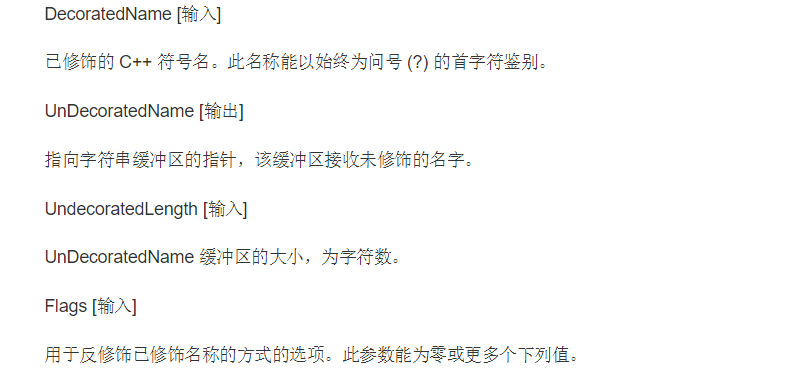 DecoratedName [输入]
已修饰的 C++ 符号名。此名称能以始终为问号 (?) 的首字符鉴别。
UnDecoratedName [输出]
指向字符串缓冲区的指针，该缓冲区接收未修饰的名字。
UndecoratedLength [输入]
UnDecoratedName 缓冲区的大小，为字符数。
Flags [输入]
用于反修饰已修饰名称的方式的选项。此参数能为零或更多个下列值。